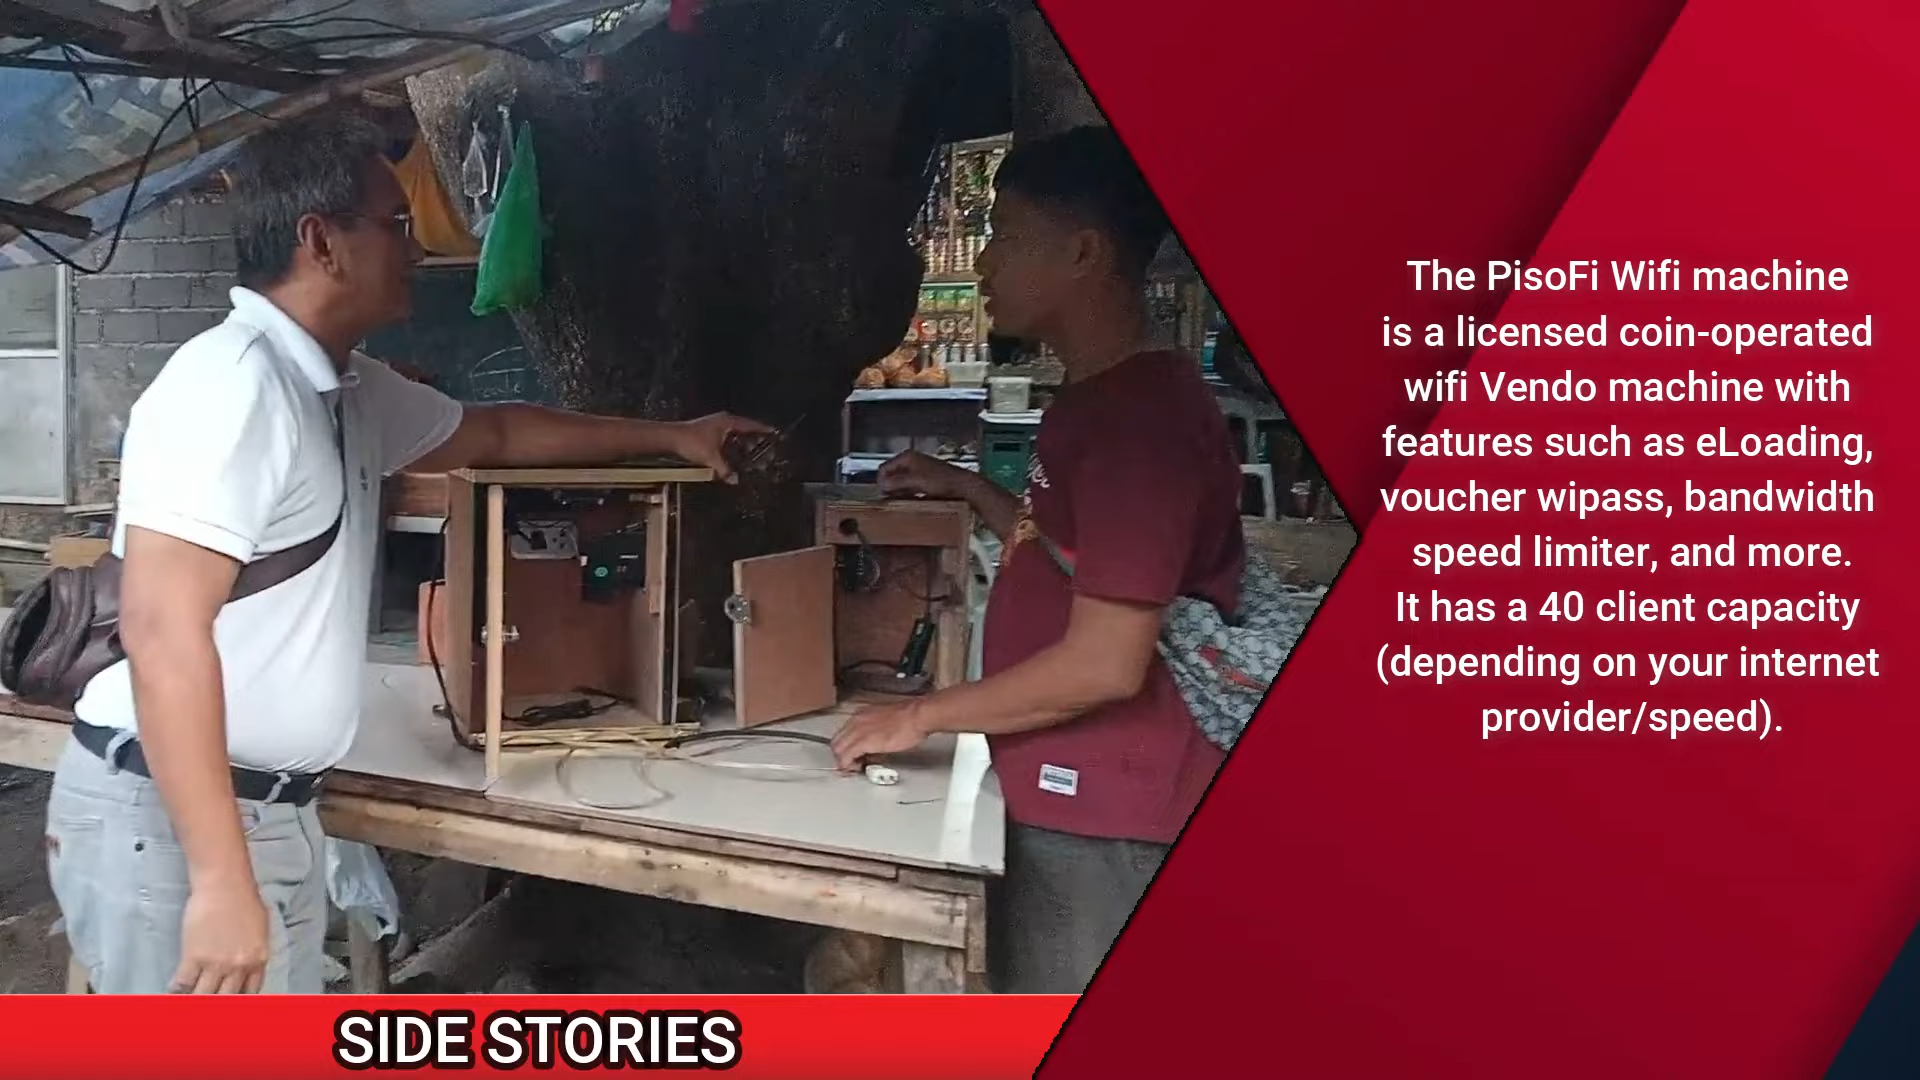 The PisoFi Wifi machine
is a licensed coin-operated
wifi Vendo machine with
features such as eLoading,
voucher wipass, bandwidth
speed limiter, and more.
It has a 40 client capacity
(depending on your internet
provider/speed).
SIDE STORIES